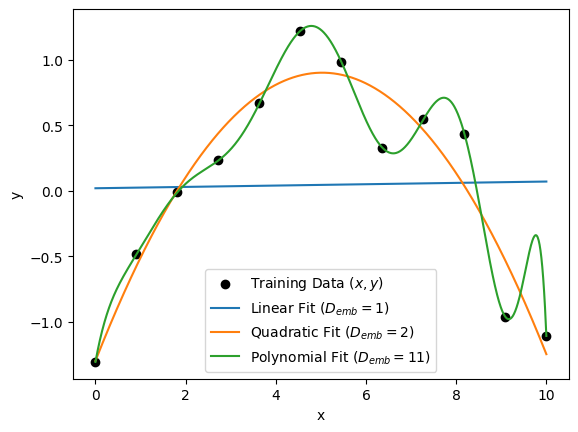 1.0
0.5
0.0
−0.5
−1.0
y
Training Data (x, y)
Linear Fit (D_emb = 1)
Quadratic Fit (D_emb = 2)
Polynomial Fit (D_emb = 11)
0 2 4 6 8 10
x